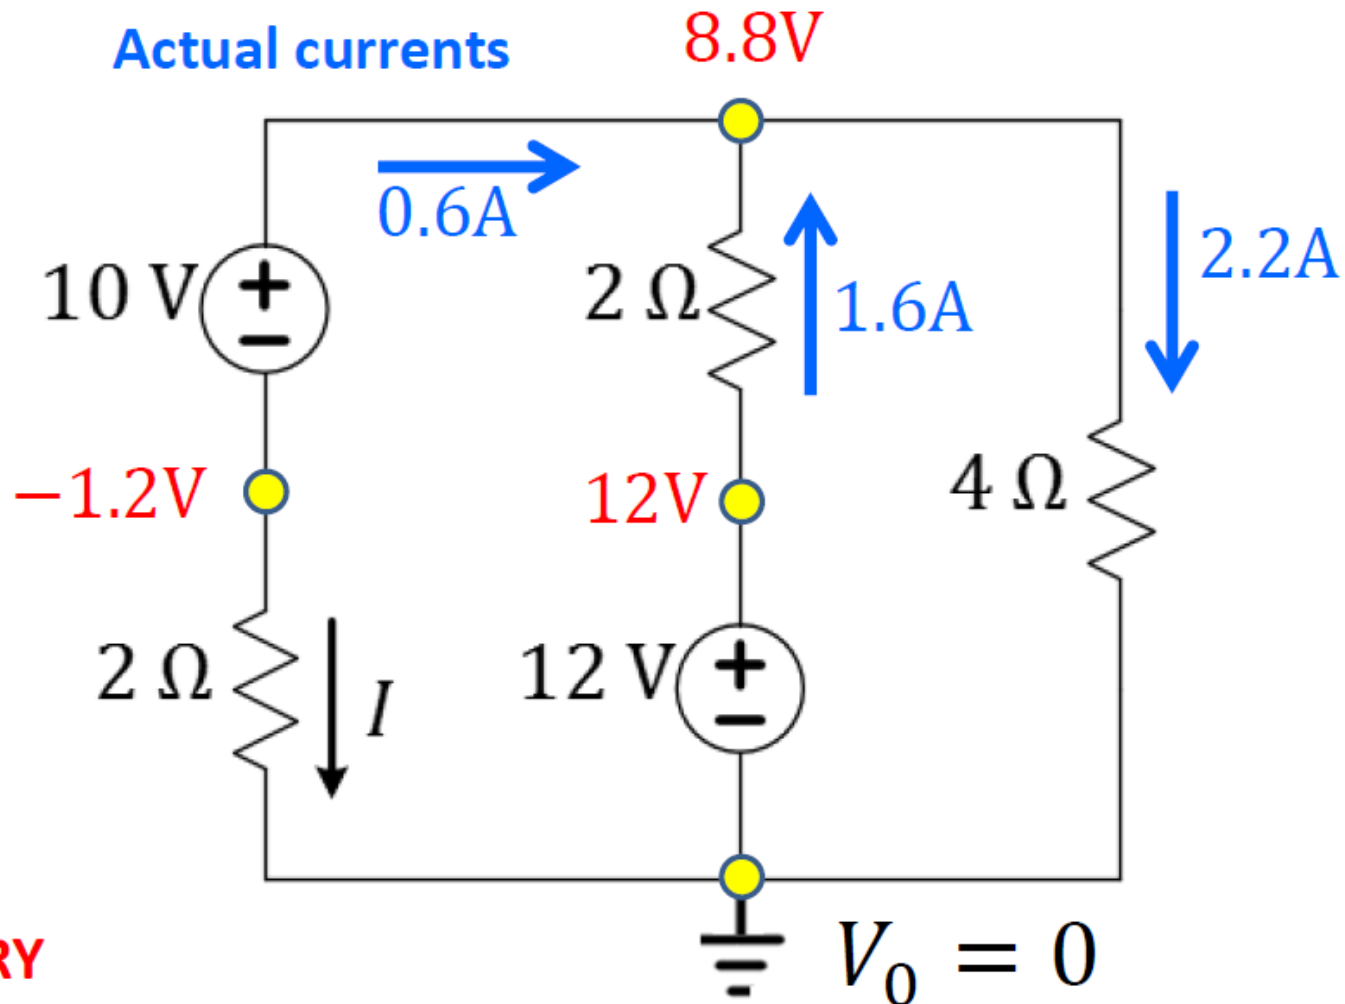 Actual currents
8.8V
0.6A
10 V
2 Ω
1.6A
2.2A
−1.2V
12V
4 Ω
2 Ω
I
12 V
RY
V₀ = 0